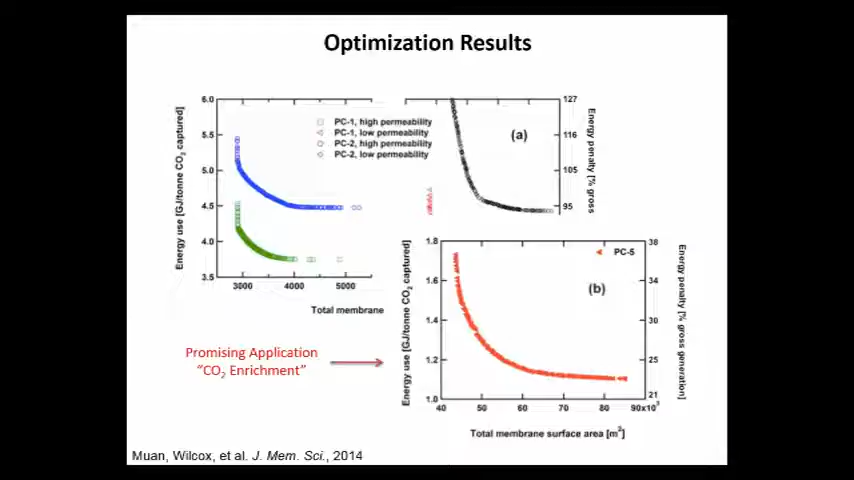 Optimization Results
6.0
5.5
5.0
4.5
4.0
3.5
Energy use [GJ/tonne CO2 captured]
3000
4000
5000
Total membrane
PC-1, high permeability
PC-1, low permeability
PC-2, high permeability
PC-2, low permeability
(a)
127
116
105
95
Energy penalty [% gross
1.8
1.6
1.4
1.2
1.0
Energy use [GJ/tonne CO2 captured]
PC-5
(b)
38
34
30
25
21
Energy penalty [% gross generation]
40
50
60
70
80
90x10³
Total membrane surface area [m²]
Promising Application
“CO2 Enrichment”
Muan, Wilcox, et al. J. Mem. Sci., 2014